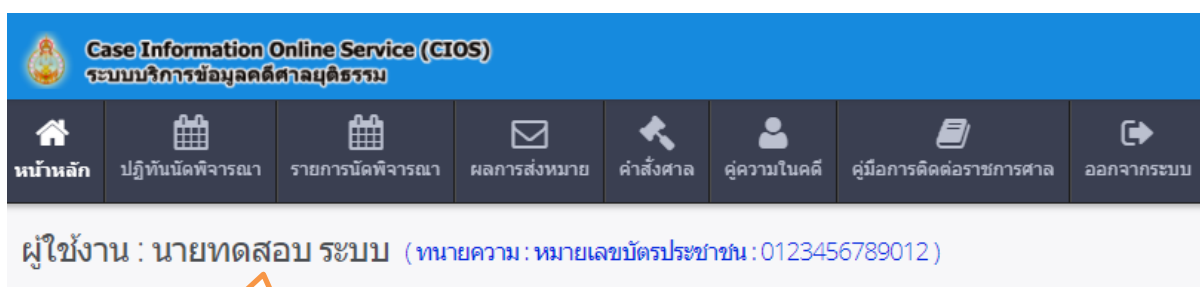 Case Information Online Service (CIOS)
ระบบบริการข้อมูลคดีศาลยุติธรรม
หน้าหลัก ปฏิทินนัดพิจารณา รายการนัดพิจารณา ผลการส่งหมาย คำสั่งศาล คู่ความในคดี คู่มือการติดต่อราชการศาล ออกจากระบบ
ผู้ใช้งาน : นายทดสอบ ระบบ ( ทนายความ : หมายเลขบัตรประชาชน : 0123456789012 )